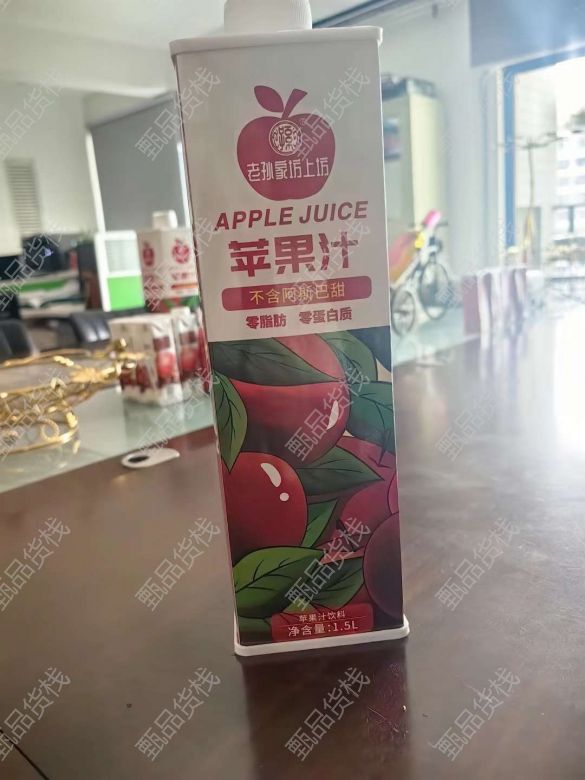 老孙家坊上坊
APPLE JUICE
苹果汁
不含阿斯巴甜
零脂肪 零蛋白质
苹果汁饮料
净含量:1.5L
甄品货栈